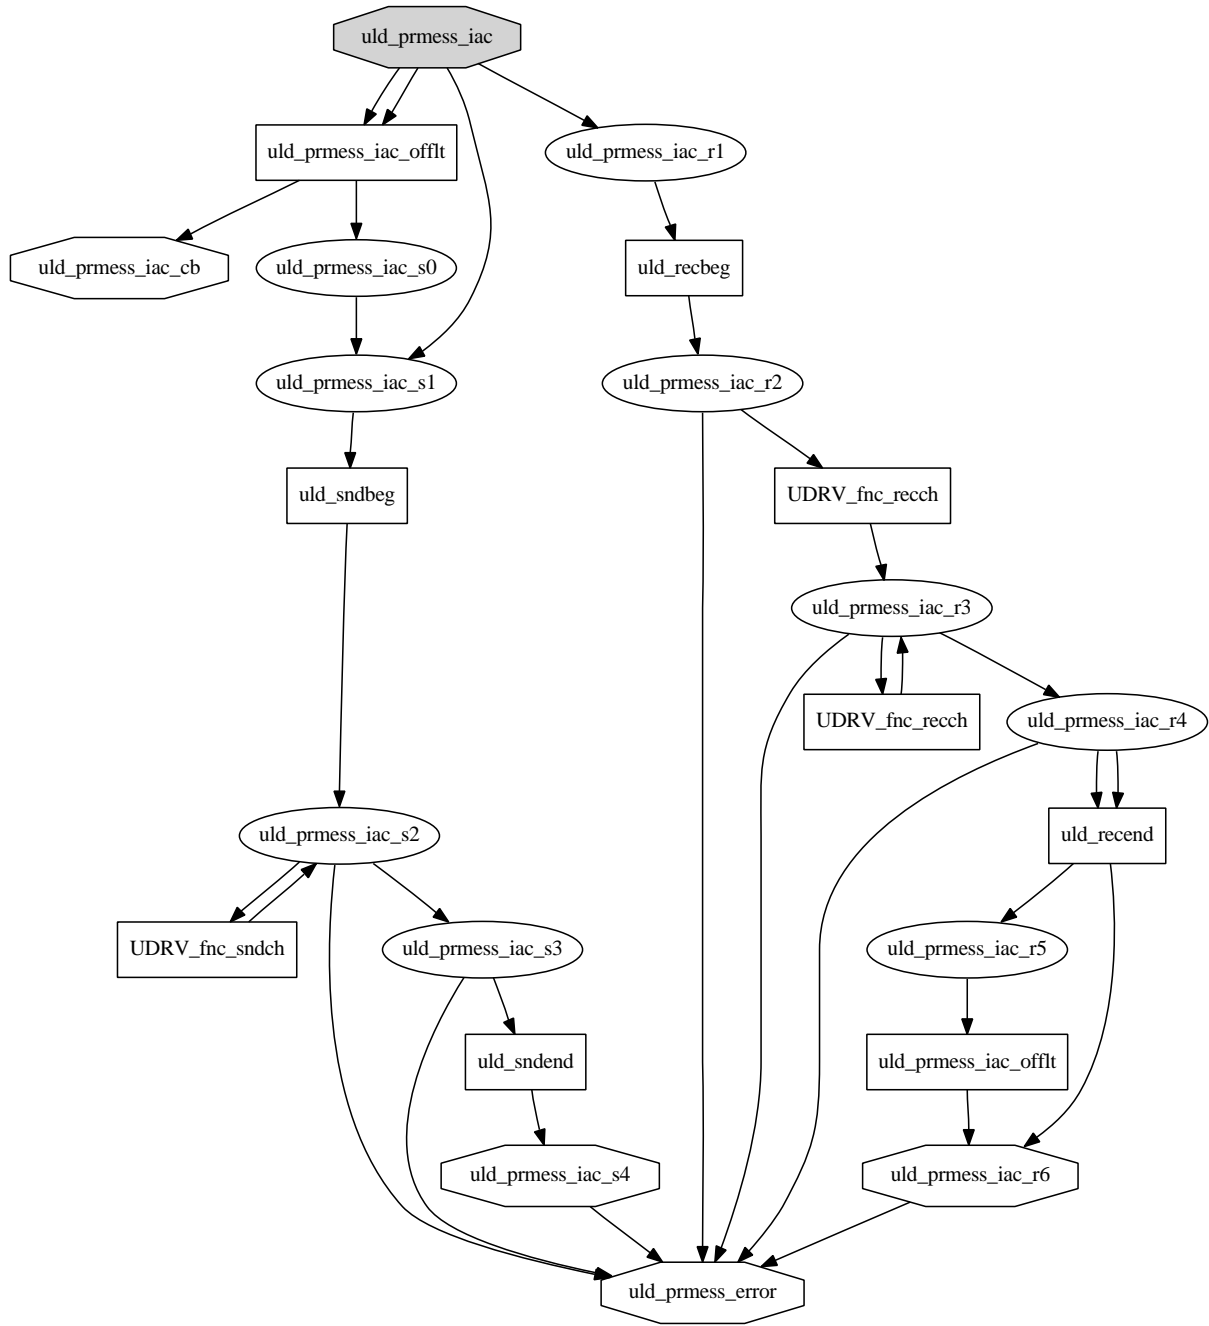 uld_prmess_iac
uld_prmess_iac_offlt
uld_prmess_iac_r1
uld_prmess_iac_cb
uld_prmess_iac_s0
uld_recbeg
uld_prmess_iac_s1
uld_prmess_iac_r2
uld_sndbeg
UDRV_fnc_recch
uld_prmess_iac_r3
UDRV_fnc_recch
uld_prmess_iac_r4
uld_prmess_iac_s2
uld_recend
UDRV_fnc_sndch
uld_prmess_iac_s3
uld_prmess_iac_r5
uld_sndend
uld_prmess_iac_offlt
uld_prmess_iac_s4
uld_prmess_iac_r6
uld_prmess_error